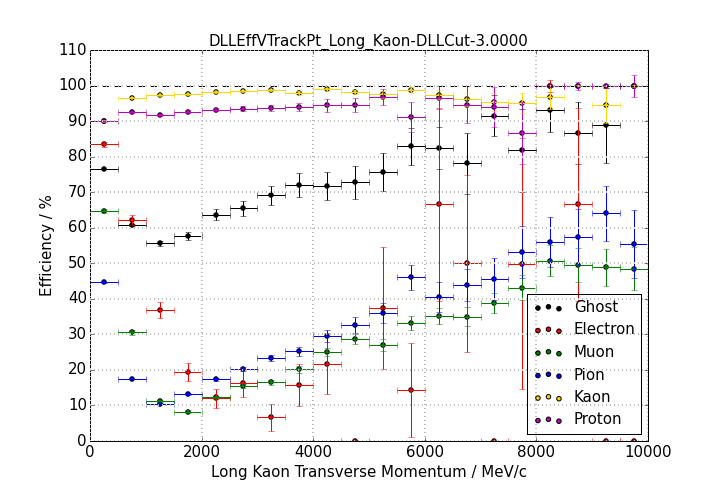 DLLEffVTrackPt_Long_Kaon-DLLCut-3.0000
110
100
90
80
70
60
50
40
30
20
10
0
Efficiency / %
Ghost
Electron
Muon
Pion
Kaon
Proton
0 2000 4000 6000 8000 10000
Long Kaon Transverse Momentum / MeV/c